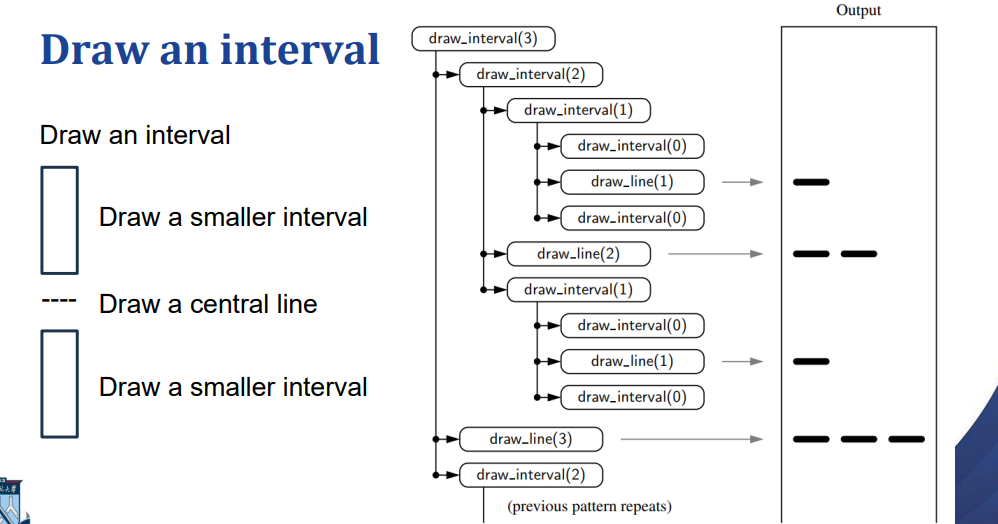 Draw an interval
Draw an interval
Draw a smaller interval
---- Draw a central line
Draw a smaller interval
Output
draw_interval(3)
draw_interval(2)
draw_interval(1)
draw_interval(0)
draw_line(1)
draw_interval(0)
draw_line(2)
draw_interval(1)
draw_interval(0)
draw_line(1)
draw_interval(0)
draw_line(3)
draw_interval(2)
(previous pattern repeats)